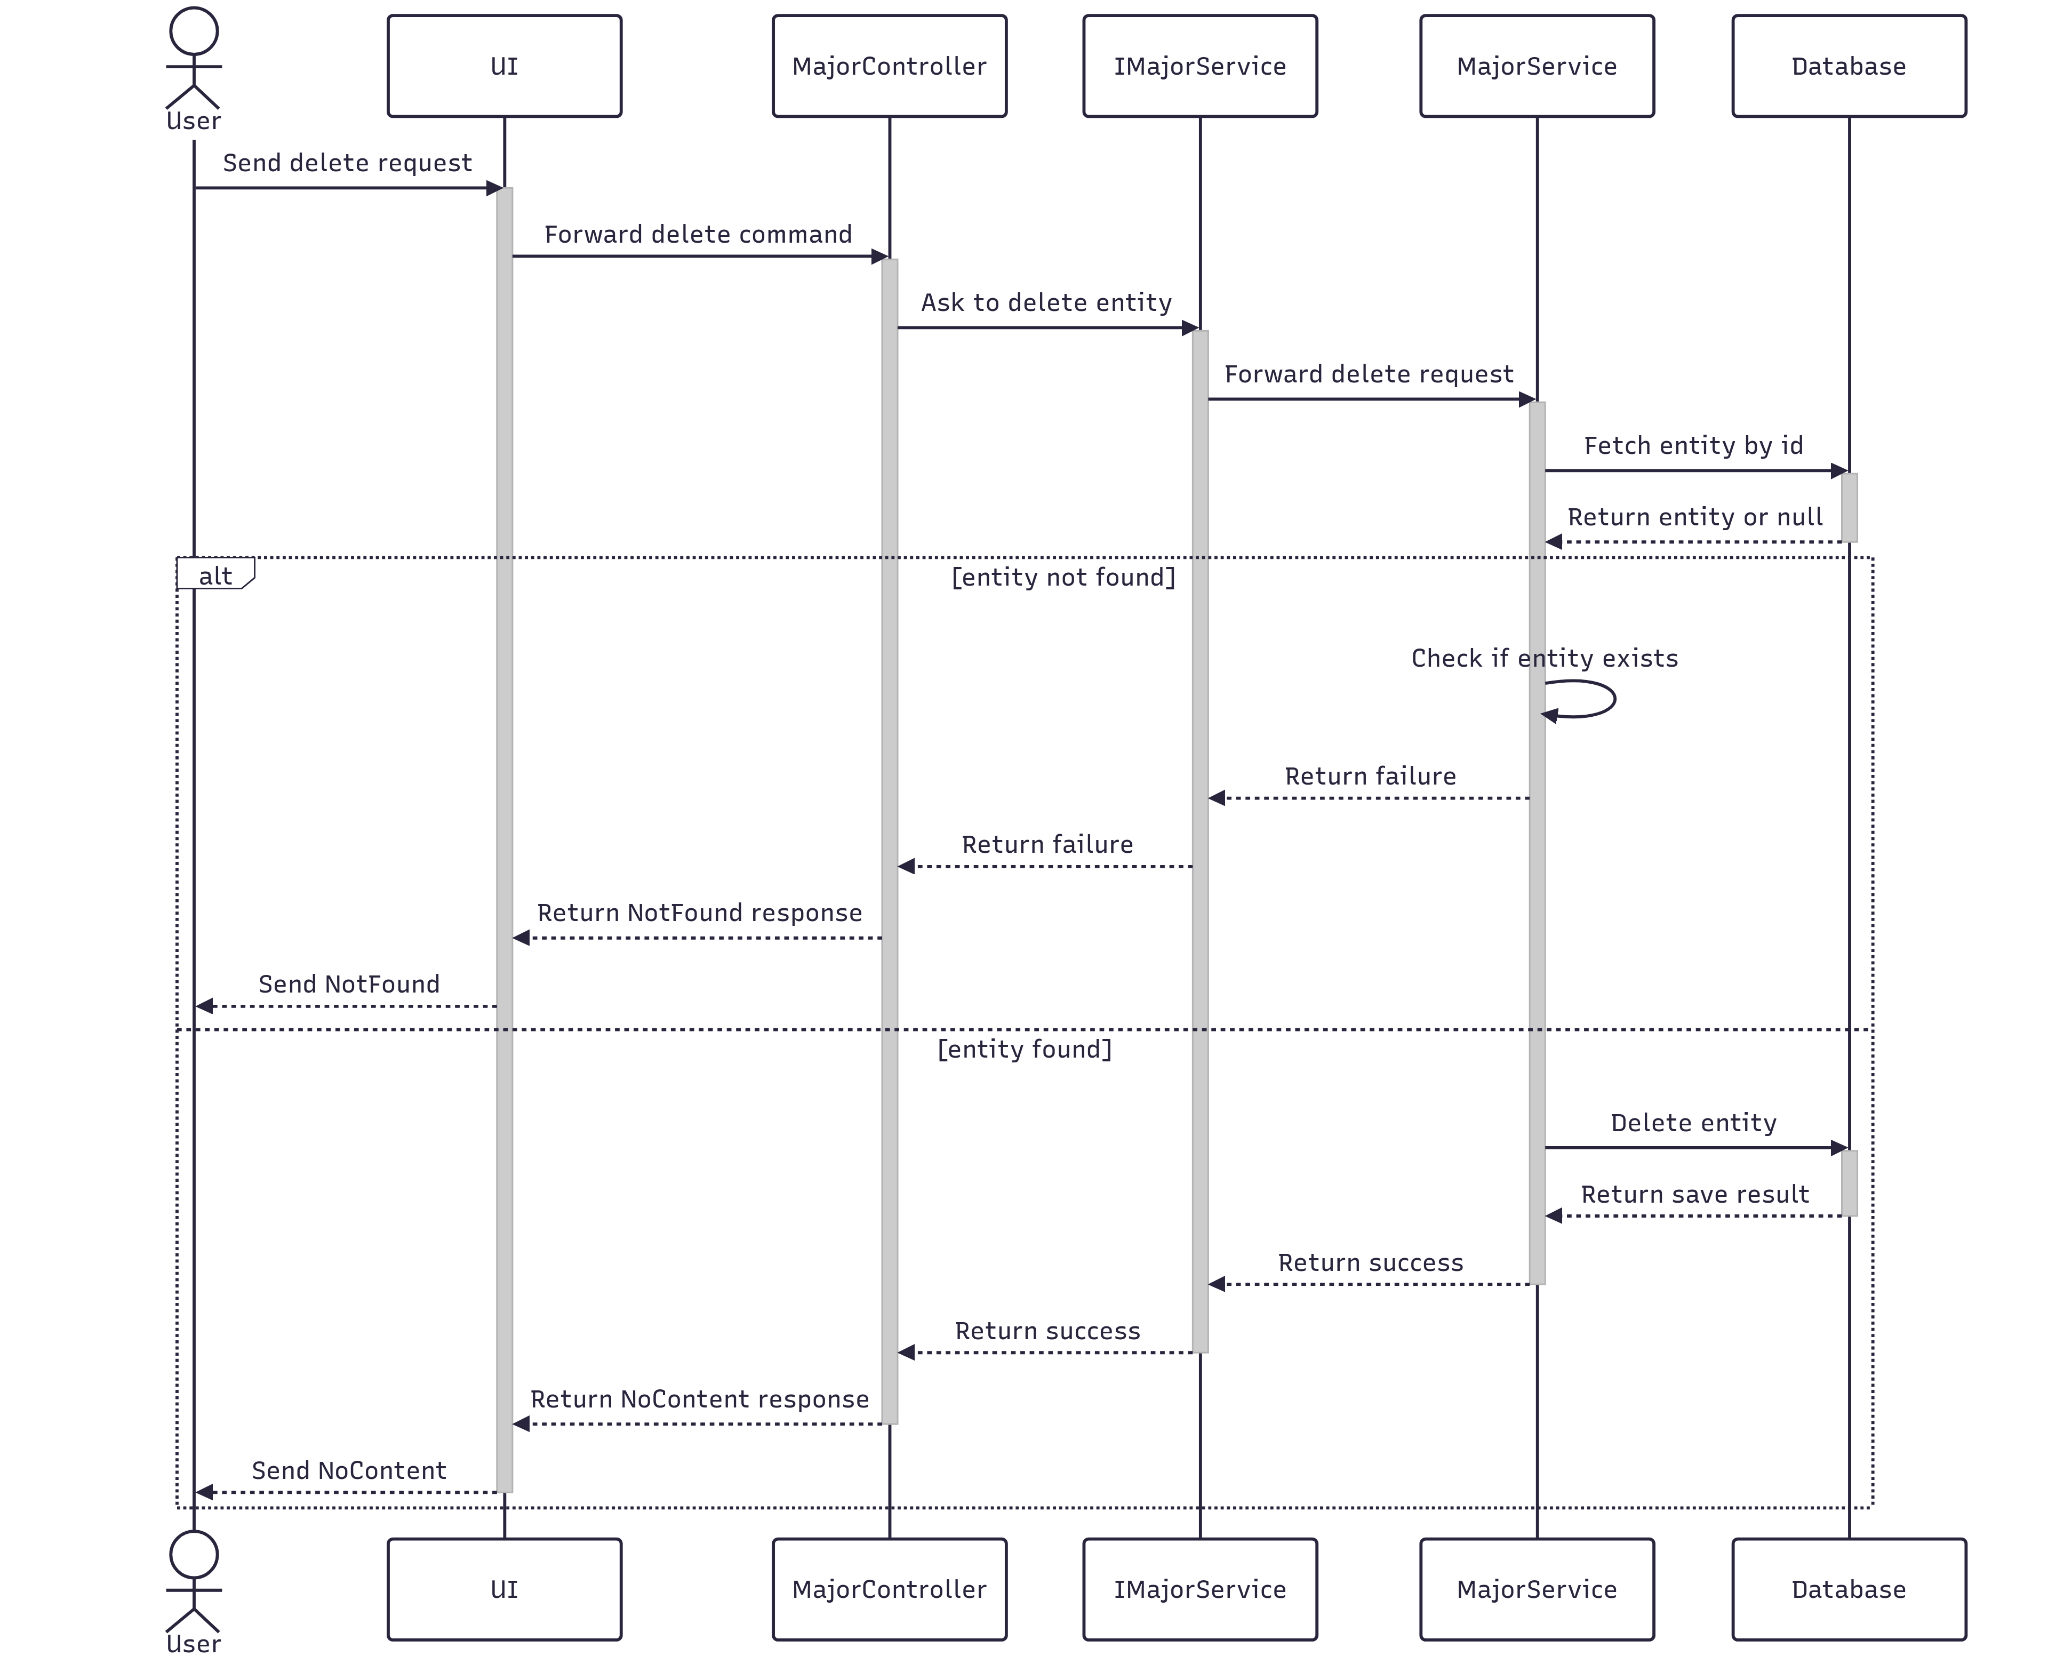 User
UI
MajorController
IMajorService
MajorService
Database
Send delete request
Forward delete command
Ask to delete entity
Forward delete request
Fetch entity by id
Return entity or null
alt
[entity not found]
Check if entity exists
Return failure
Return failure
Return NotFound response
Send NotFound
[entity found]
Delete entity
Return save result
Return success
Return success
Return NoContent response
Send NoContent
User
UI
MajorController
IMajorService
MajorService
Database